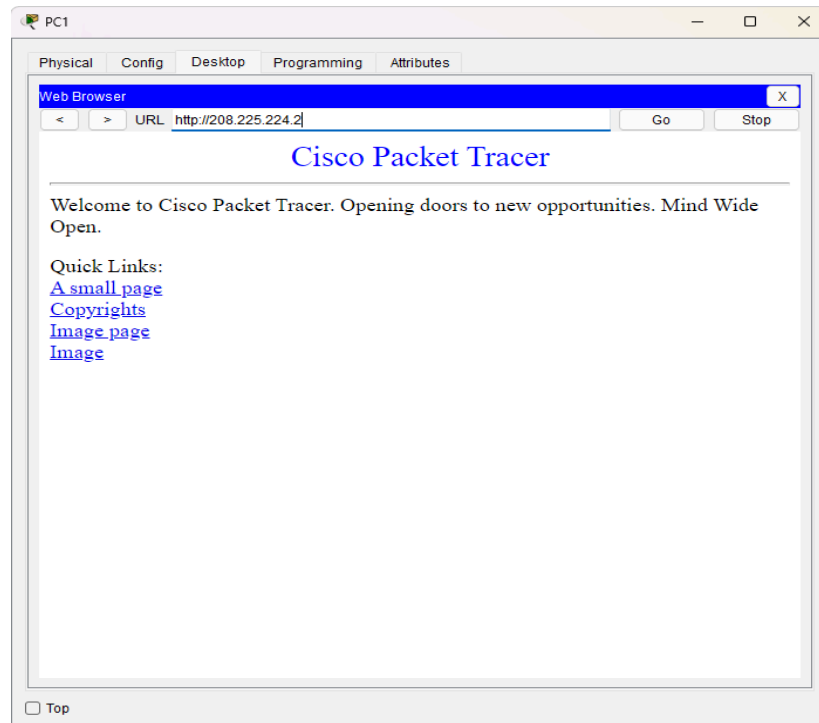 PC1
Physical Config Desktop Programming Attributes
Web Browser X
< > URL http://208.225.224.2 Go Stop
Cisco Packet Tracer
Welcome to Cisco Packet Tracer. Opening doors to new opportunities. Mind Wide
Open.
Quick Links:
A small page
Copyrights
Image page
Image
Top